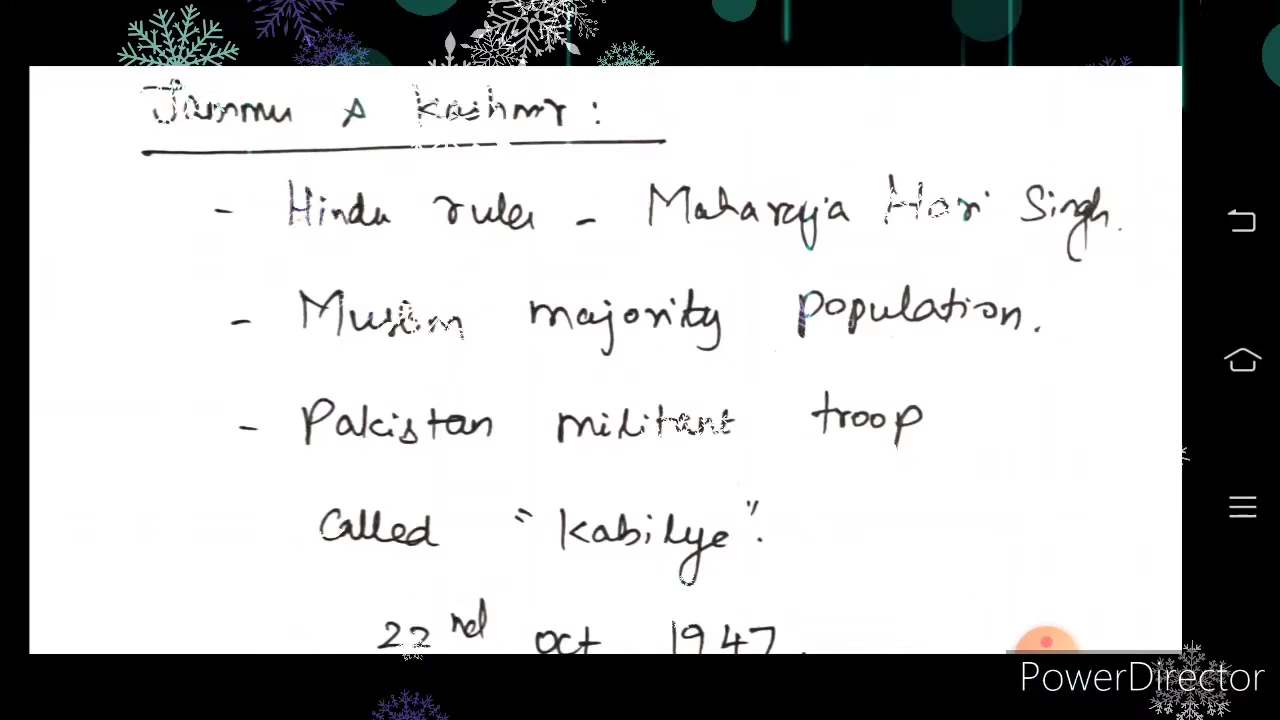 Jammu & Kashmir:
- Hindu ruler - Maharaja Hari Singh.
- Muslim majority population.
- Pakistan militant troop
called "Kabilye".
22nd Oct 1947.
PowerDirector